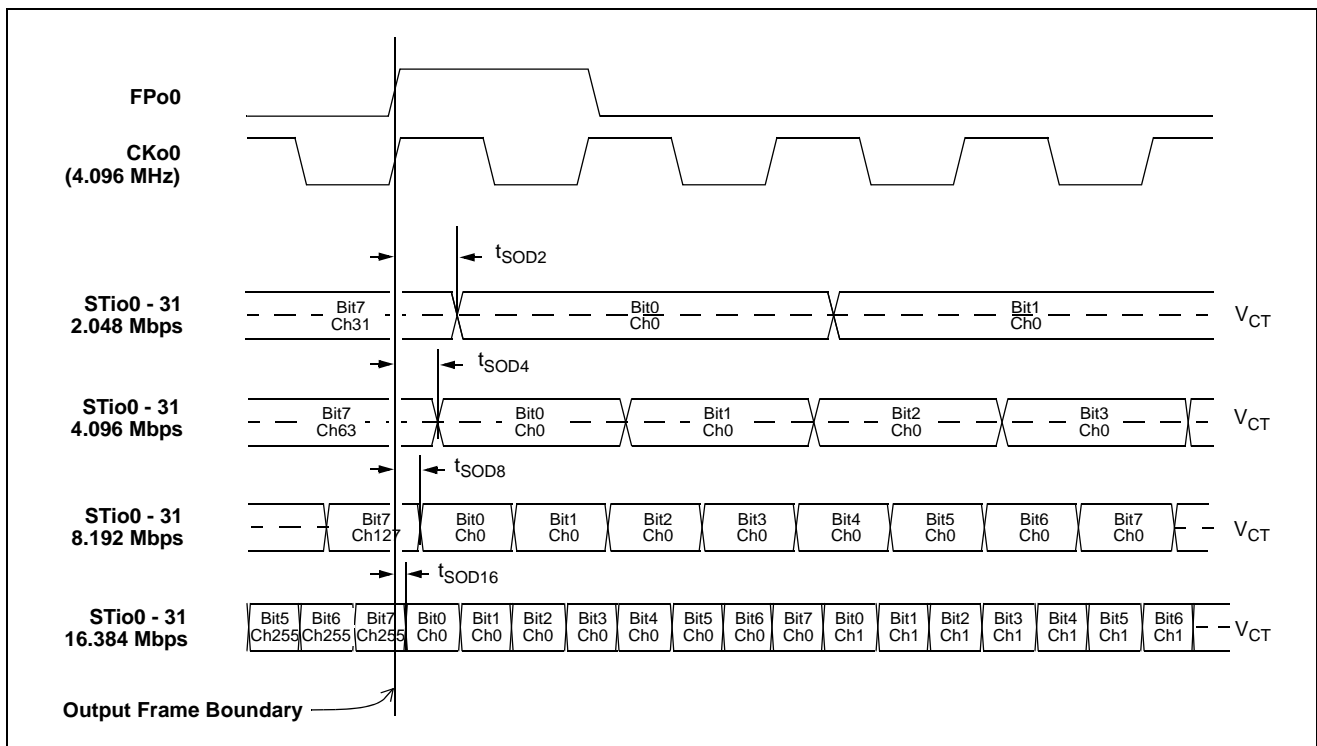 FPo0
CKo0
(4.096 MHz)
tSOD2
STio0 - 31
2.048 Mbps
Bit7 Bit0 Bit1
Ch31 Ch0 Ch0
VCT
tSOD4
STio0 - 31
4.096 Mbps
Bit7 Bit0 Bit1 Bit2 Bit3
Ch63 Ch0 Ch0 Ch0 Ch0
VCT
tSOD8
STio0 - 31
8.192 Mbps
Bit7 Bit0 Bit1 Bit2 Bit3 Bit4 Bit5 Bit6 Bit7
Ch127 Ch0 Ch0 Ch0 Ch0 Ch0 Ch0 Ch0 Ch0
VCT
tSOD16
STio0 - 31
16.384 Mbps
Bit5 Bit6 Bit7 Bit0 Bit1 Bit2 Bit3 Bit4 Bit5 Bit6 Bit7 Bit0 Bit1 Bit2 Bit3 Bit4 Bit5 Bit6
Ch255 Ch255 Ch255 Ch0 Ch0 Ch0 Ch0 Ch0 Ch0 Ch0 Ch0 Ch1 Ch1 Ch1 Ch1 Ch1 Ch1 Ch1
VCT
Output Frame Boundary